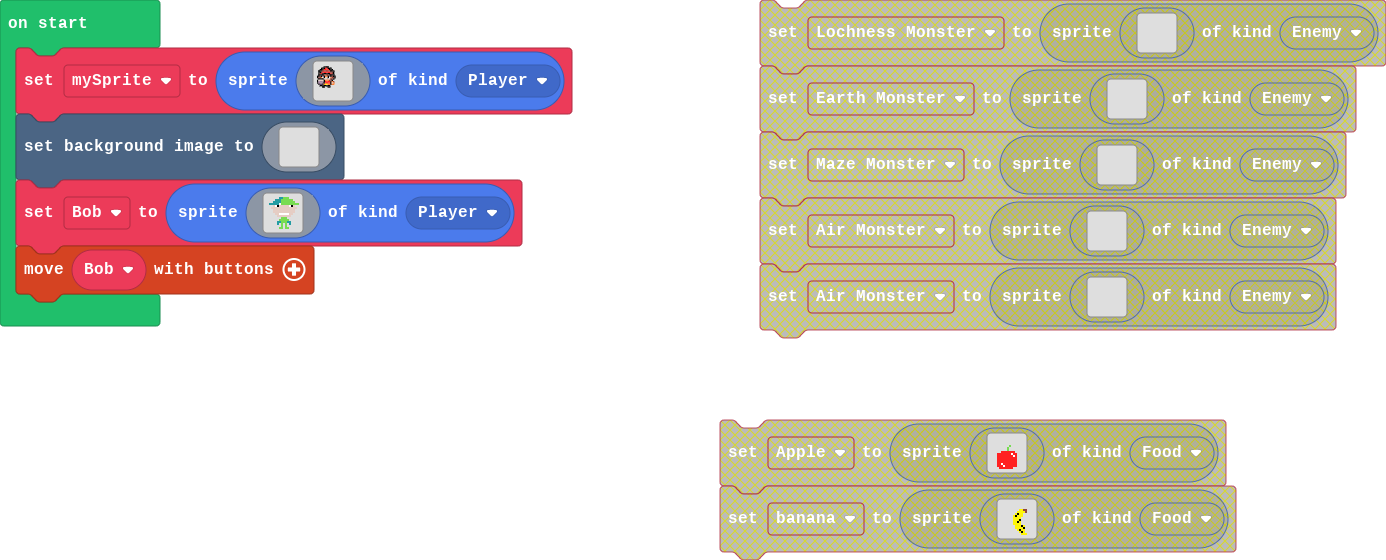 on start
set mySprite to sprite of kind Player
set background image to
set Bob to sprite of kind Player
move Bob with buttons
set Lochness Monster to sprite of kind Enemy
set Earth Monster to sprite of kind Enemy
set Maze Monster to sprite of kind Enemy
set Air Monster to sprite of kind Enemy
set Air Monster to sprite of kind Enemy
set Apple to sprite of kind Food
set banana to sprite of kind Food